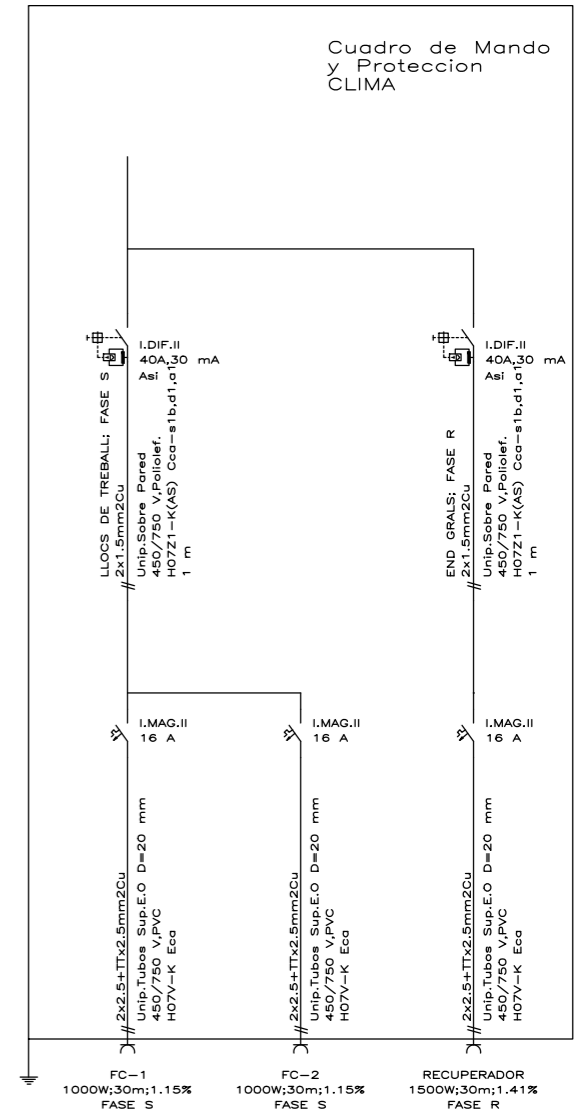 Cuadro de Mando
y Proteccion
CLIMA
I.DIF.II
40A,30 mA
Asi
LLOCS DE TREBALL; FASE S
2x1.5mm2Cu
Unip.Sobre Pared
450/750 V,Poliolef.
H07Z1-K(AS) Cca-s1b,d1,a1
1 m
I.DIF.II
40A,30 mA
Asi
END GRALS; FASE R
2x1.5mm2Cu
Unip.Sobre Pared
450/750 V,Poliolef.
H07Z1-K(AS) Cca-s1b,d1,a1
1 m
I.MAG.II
16 A
I.MAG.II
16 A
I.MAG.II
16 A
2x2.5+TTx2.5mm2Cu
Unip.Tubos Sup.E.O D=20 mm
450/750 V,PVC
H07V-K Eca
2x2.5+TTx2.5mm2Cu
Unip.Tubos Sup.E.O D=20 mm
450/750 V,PVC
H07V-K Eca
2x2.5+TTx2.5mm2Cu
Unip.Tubos Sup.E.O D=20 mm
450/750 V,PVC
H07V-K Eca
FC-1
1000W;30m;1.15%
FASE S
FC-2
1000W;30m;1.15%
FASE S
RECUPERADOR
1500W;30m;1.41%
FASE R